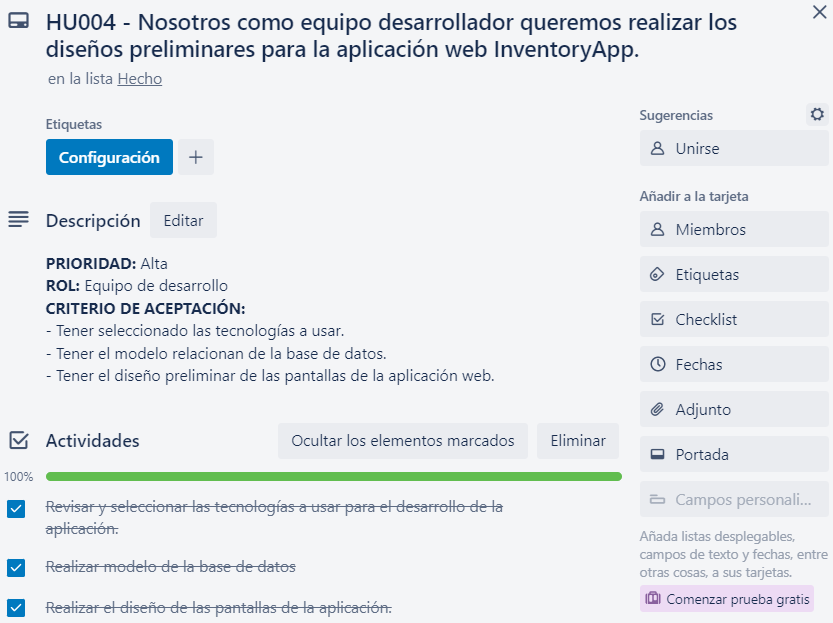 HU004 - Nosotros como equipo desarrollador queremos realizar los
diseños preliminares para la aplicación web InventoryApp.
en la lista Hecho
Etiquetas
Configuración
Descripción
Editar
PRIORIDAD: Alta
ROL: Equipo de desarrollo
CRITERIO DE ACEPTACIÓN:
- Tener seleccionado las tecnologías a usar.
- Tener el modelo relacionan de la base de datos.
- Tener el diseño preliminar de las pantallas de la aplicación web.
Actividades
Ocultar los elementos marcados
Eliminar
100%
Revisar y seleccionar las tecnologías a usar para el desarrollo de la
aplicación.
Realizar modelo de la base de datos
Realizar el diseño de las pantallas de la aplicación.
Sugerencias
Unirse
Añadir a la tarjeta
Miembros
Etiquetas
Checklist
Fechas
Adjunto
Portada
Campos personali...
Añada listas desplegables,
campos de texto y fechas, entre
otras cosas, a sus tarjetas.
Comenzar prueba gratis